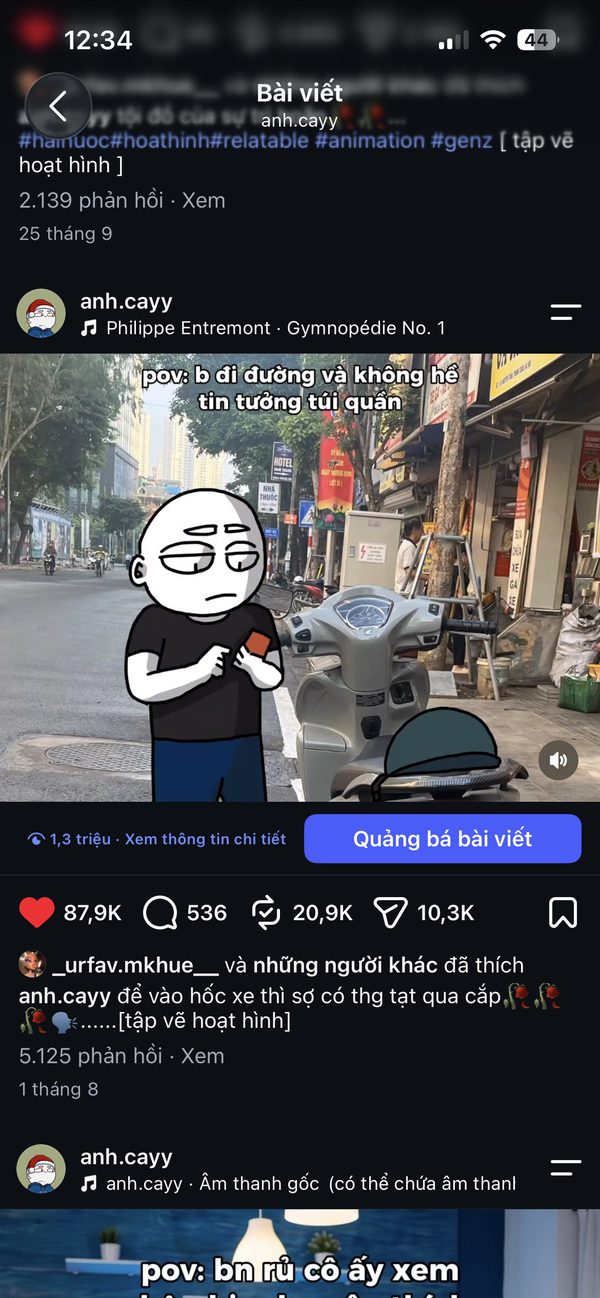 12:34
44
Bài viết
anh.cayy
#hainuoc#hoathinh#relatable #animation #genz [ tập vẽ
hoạt hình ]
2.139 phản hồi · Xem
25 tháng 9
anh.cayy
Philippe Entremont · Gymnopédie No. 1
pov: b đi đường và không hề
tin tưởng túi quần
HOTEL
NHÀ
THUỐC
1,3 triệu · Xem thông tin chi tiết
Quảng bá bài viết
87,9K
536
20,9K
10,3K
_urfav.mkhue__ và những người khác đã thích
anh.cayy để vào hốc xe thì sợ có thg tạt qua cắp
......[tập vẽ hoạt hình]
5.125 phản hồi · Xem
1 tháng 8
anh.cayy
anh.cayy · Âm thanh gốc (có thể chứa âm thanh
pov: bn rủ cô ấy xem